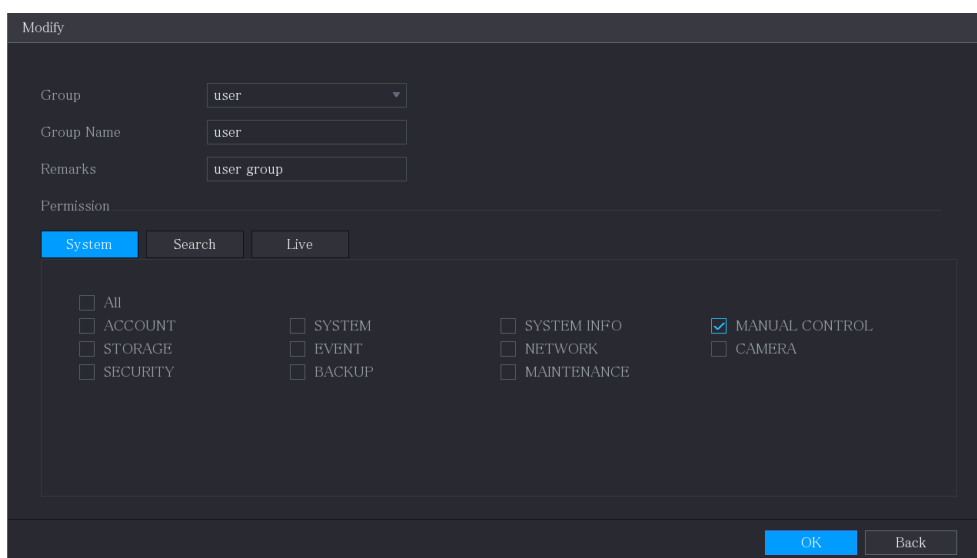 Modify
Group user
Group Name user
Remarks user group
Permission
System Search Live
All
ACCOUNT SYSTEM SYSTEM INFO MANUAL CONTROL
STORAGE EVENT NETWORK CAMERA
SECURITY BACKUP MAINTENANCE
OK Back